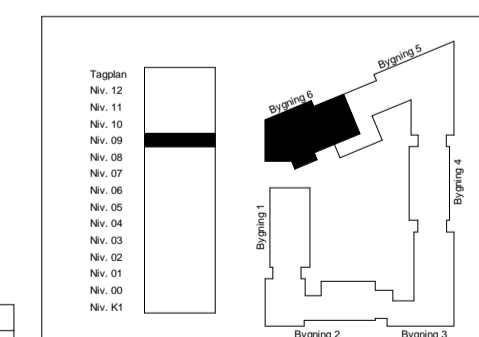 Tagplan
Niv. 12
Niv. 11
Niv. 10
Niv. 09
Niv. 08
Niv. 07
Niv. 06
Niv. 05
Niv. 04
Niv. 03
Niv. 02
Niv. 01
Niv. 00
Niv. K1
Bygning 5
Bygning 6
Bygning 4
Bygning 1
Bygning 2
Bygning 3